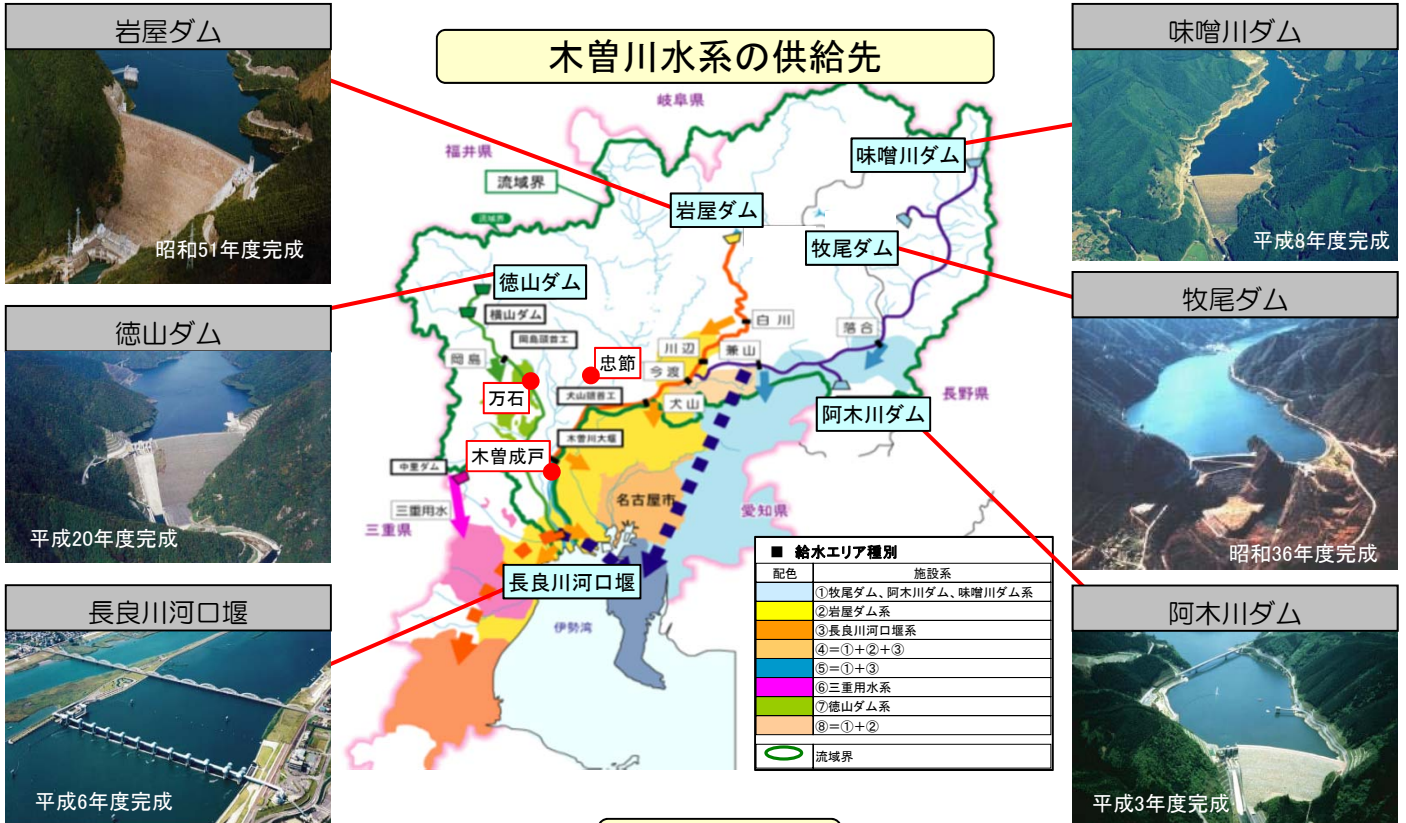 木曽川水系の供給先
岩屋ダム
昭和51年度完成
徳山ダム
平成20年度完成
長良川河口堰
平成6年度完成
味噌川ダム
平成8年度完成
牧尾ダム
昭和36年度完成
阿木川ダム
平成3年度完成
岐阜県
福井県
流域界
流域界
味噌川ダム
岩屋ダム
牧尾ダム
徳山ダム
横山ダム
岡島頭首工
岡島
万石
忠節
白川
川辺
兼山
落合
今渡
犬山頭首工
犬山
長野県
阿木川ダム
木曽川大堰
木曽成戸
中里ダム
三重用水
三重県
名古屋市
愛知県
長良川河口堰
伊勢湾
■ 給水エリア種別
配色 施設系
①牧尾ダム、阿木川ダム、味噌川ダム系
②岩屋ダム系
③長良川河口堰系
④=①+②+③
⑤=①+③
⑥三重用水系
⑦徳山ダム系
⑧=①+②
流域界